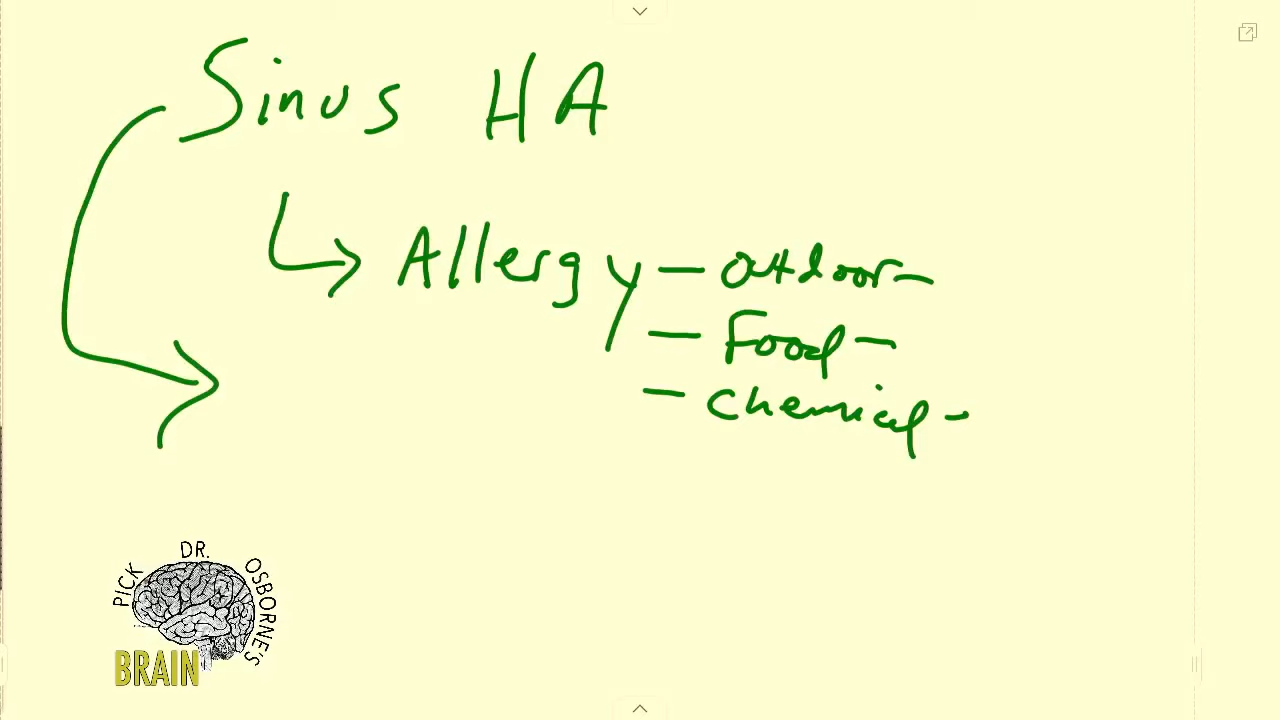 Sinus HA
Allergy - Outdoor -
- Food -
- Chemical -
PICK DR. OSBORNE'S
BRAIN